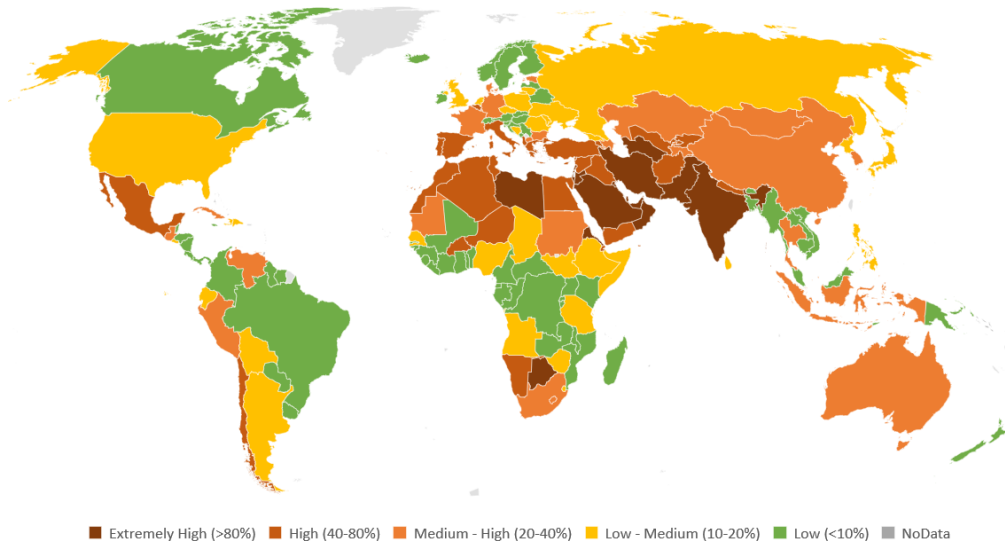 Extremely High (>80%) High (40-80%) Medium - High (20-40%) Low - Medium (10-20%) Low (<10%) NoData